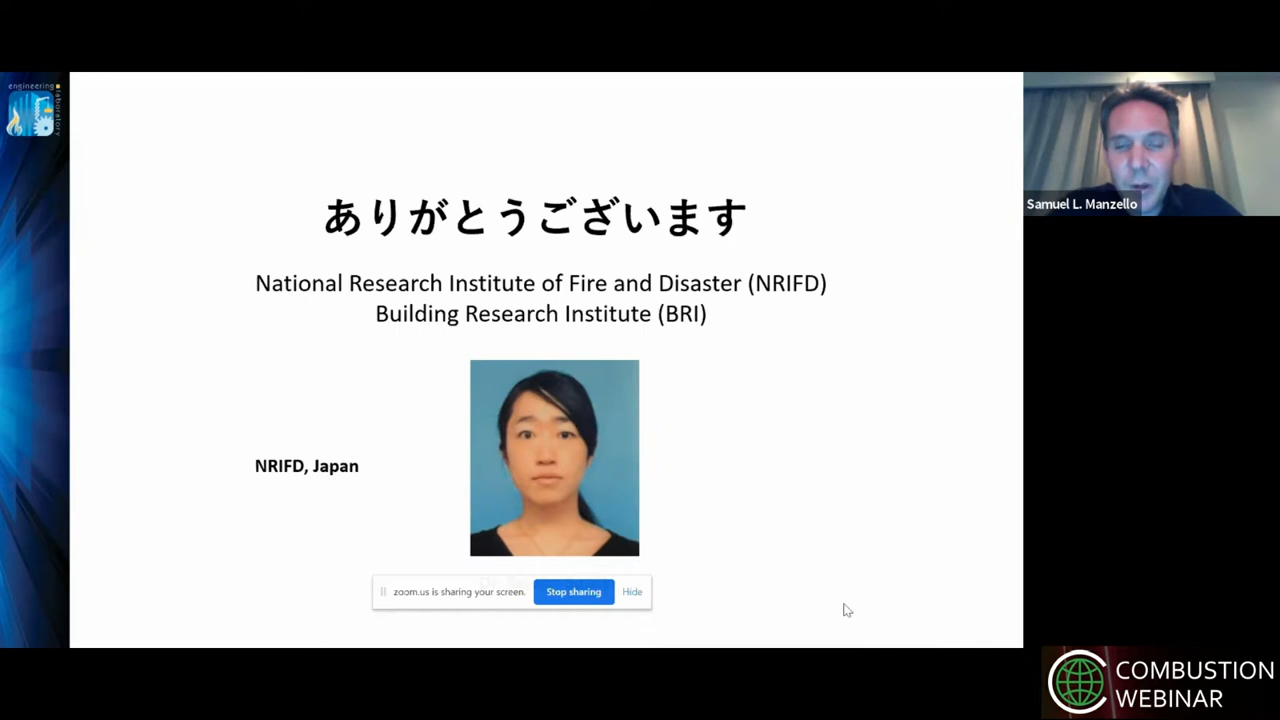 engineering
laboratory
ありがとうございます
National Research Institute of Fire and Disaster (NRIFD)
Building Research Institute (BRI)
NRIFD, Japan
zoom.us is sharing your screen.
Stop sharing
Hide
Samuel L. Manzello
COMBUSTION
WEBINAR